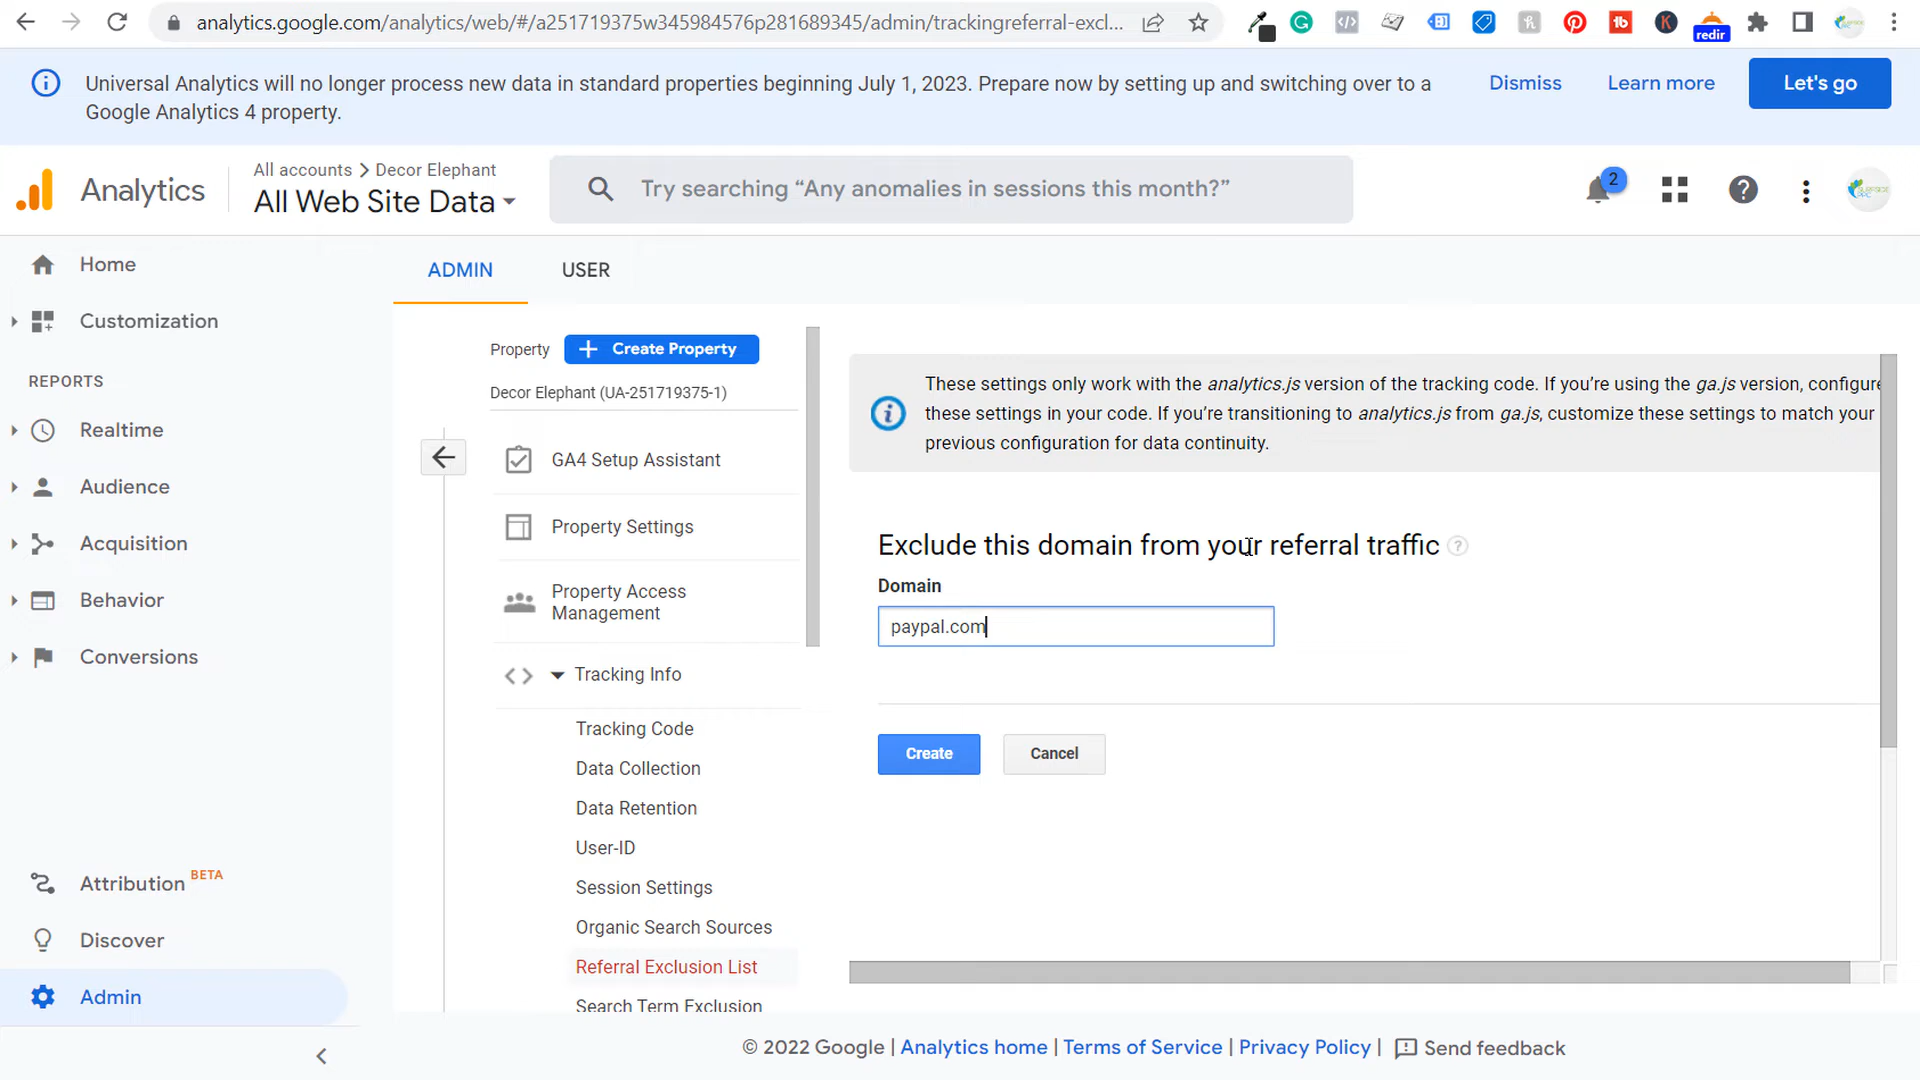 analytics.google.com/analytics/web/#/a251719375w345984576p281689345/admin/trackingreferral-excl...
redir
Universal Analytics will no longer process new data in standard properties beginning July 1, 2023. Prepare now by setting up and switching over to a
Google Analytics 4 property.
Dismiss
Learn more
Let's go
Analytics
All accounts > Decor Elephant
All Web Site Data
Try searching “Any anomalies in sessions this month?”
2
Home
Customization
REPORTS
Realtime
Audience
Acquisition
Behavior
Conversions
Attribution BETA
Discover
Admin
ADMIN
USER
Property
+ Create Property
Decor Elephant (UA-251719375-1)
GA4 Setup Assistant
Property Settings
Property Access
Management
Tracking Info
Tracking Code
Data Collection
Data Retention
User-ID
Session Settings
Organic Search Sources
Referral Exclusion List
Search Term Exclusion
These settings only work with the analytics.js version of the tracking code. If you’re using the ga.js version, configure
these settings in your code. If you’re transitioning to analytics.js from ga.js, customize these settings to match your
previous configuration for data continuity.
Exclude this domain from your referral traffic
Domain
paypal.com
Create
Cancel
© 2022 Google | Analytics home | Terms of Service | Privacy Policy | Send feedback